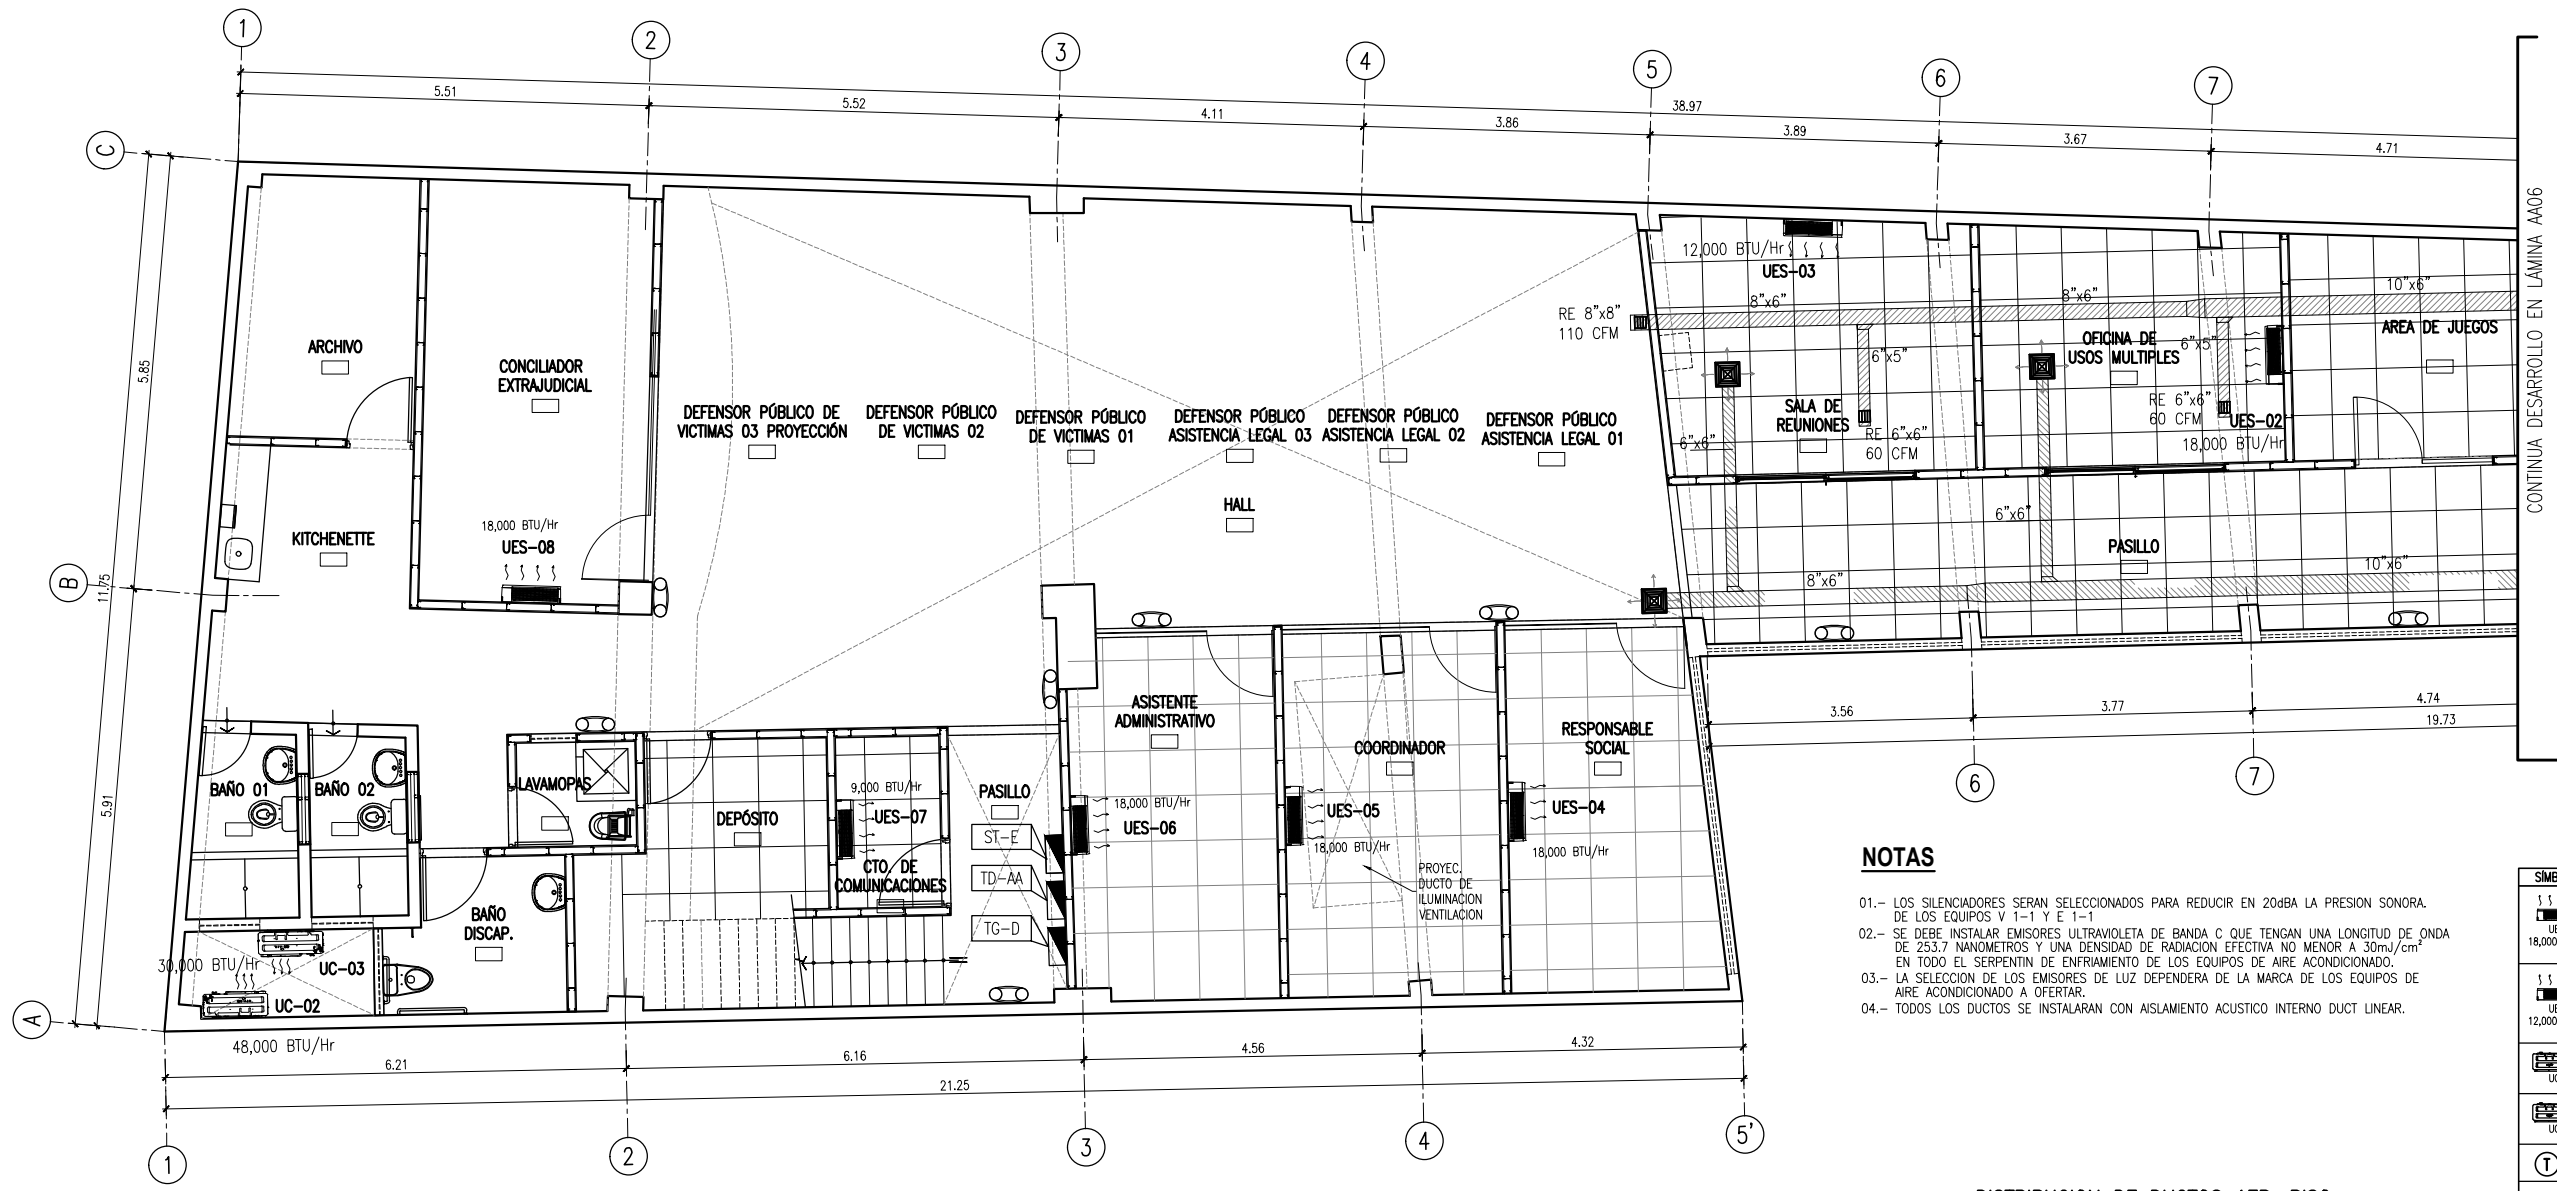 1
2
3
4
5
6
7
38.97
5.51
5.52
4.11
3.86
3.89
3.67
4.71
C
B
A
5.85
11.75
5.91
CONTINUA DESARROLLO EN LÁMINA AA06
12,000 BTU/Hr
UES-03
8"x6"
8"x6"
10"x6"
RE 8"x8"
110 CFM
6"x5"
6"x5"
OFICINA DE
USOS MULTIPLES
AREA DE JUEGOS
SALA DE
REUNIONES
RE 6"x6"
60 CFM
RE 6"x6"
60 CFM
UES-02
18,000 BTU/Hr
6"x6"
6"x6"
PASILLO
8"x6"
10"x6"
ARCHIVO
CONCILIADOR
EXTRAJUDICIAL
DEFENSOR PÚBLICO DE
VICTIMAS 03 PROYECCIÓN
DEFENSOR PÚBLICO
DE VICTIMAS 02
DEFENSOR PÚBLICO
DE VICTIMAS 01
DEFENSOR PÚBLICO
ASISTENCIA LEGAL 03
DEFENSOR PÚBLICO
ASISTENCIA LEGAL 02
DEFENSOR PÚBLICO
ASISTENCIA LEGAL 01
HALL
KITCHENETTE
18,000 BTU/Hr
UES-08
ASISTENTE
ADMINISTRATIVO
COORDINADOR
RESPONSABLE
SOCIAL
18,000 BTU/Hr
UES-06
UES-05
18,000 BTU/Hr
UES-04
18,000 BTU/Hr
PROYEC.
DUCTO DE
ILUMINACION
VENTILACION
BAÑO 01
BAÑO 02
LAVAMOPAS
DEPÓSITO
9,000 BTU/Hr
UES-07
CTO. DE
COMUNICACIONES
PASILLO
ST-E
TD-AA
TG-D
BAÑO
DISCAP.
30,000 BTU/Hr
UC-03
UC-02
48,000 BTU/Hr
3.56
3.77
4.74
19.73
6
7
6.21
6.16
4.56
4.32
21.25
1
2
3
4
5'
NOTAS
01.- LOS SILENCIADORES SERAN SELECCIONADOS PARA REDUCIR EN 20dBA LA PRESION SONORA.
DE LOS EQUIPOS V 1-1 Y E 1-1
02.- SE DEBE INSTALAR EMISORES ULTRAVIOLETA DE BANDA C QUE TENGAN UNA LONGITUD DE ONDA
DE 253.7 NANOMETROS Y UNA DENSIDAD DE RADIACION EFECTIVA NO MENOR A 30mJ/cm²
EN TODO EL SERPENTIN DE ENFRIAMIENTO DE LOS EQUIPOS DE AIRE ACONDICIONADO.
03.- LA SELECCION DE LOS EMISORES DE LUZ DEPENDERA DE LA MARCA DE LOS EQUIPOS DE
AIRE ACONDICIONADO A OFERTAR.
04.- TODOS LOS DUCTOS SE INSTALARAN CON AISLAMIENTO ACUSTICO INTERNO DUCT LINEAR.
18,000
12,000
T